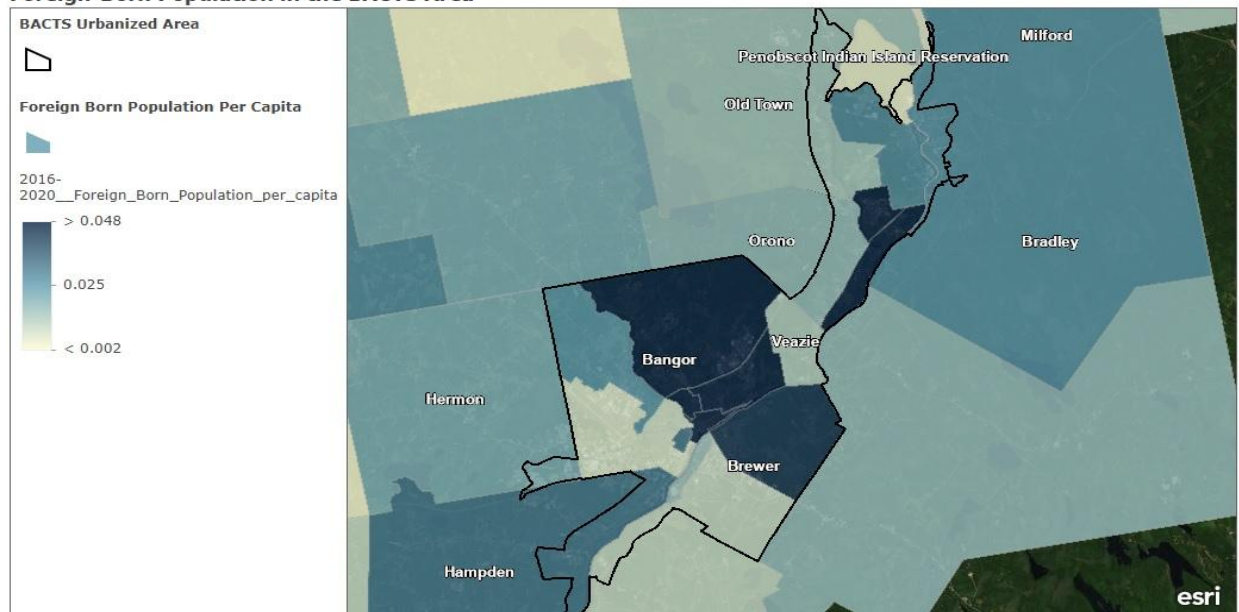 BACTS Urbanized Area
Foreign Born Population Per Capita
2016-
2020__Foreign_Born_Population_per_capita
> 0.048
0.025
< 0.002
Milford
Penobscot Indian Island Reservation
Old Town
Orono
Bradley
Veazie
Bangor
Hermon
Brewer
Hampden
esri